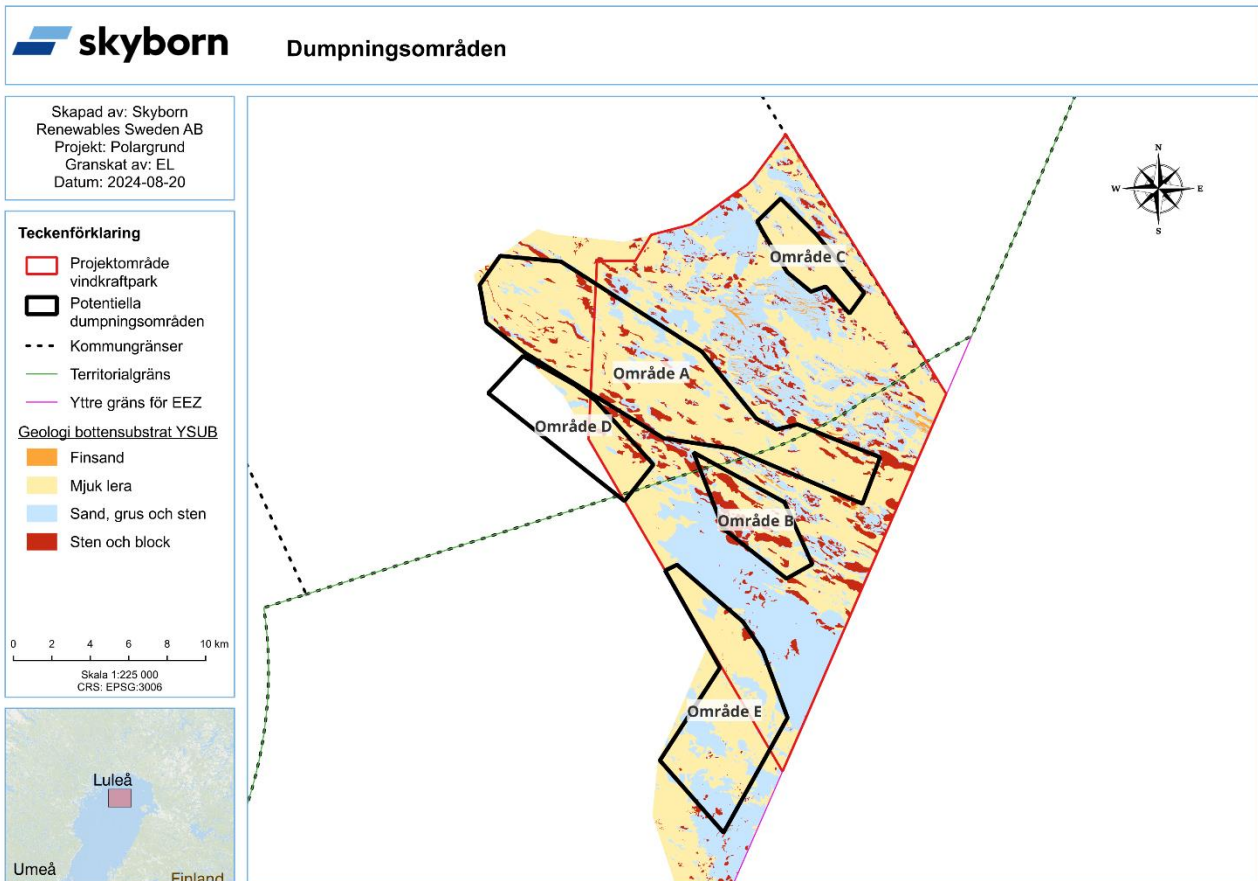 skyborn
Dumpningsområden
Skapad av: Skyborn
Renewables Sweden AB
Projekt: Polargrund
Granskat av: EL
Datum: 2024-08-20
Teckenförklaring
Projektområde
vindkraftpark
Potentiella
dumpningsområden
Kommungränser
Territorialgräns
Yttre gräns för EEZ
Geologi bottensubstrat YSUB
Finsand
Mjuk lera
Sand, grus och sten
Sten och block
0 2 4 6 8 10 km
Skala 1:225 000
CRS: EPSG:3006
Luleå
Umeå
Finland
N
W E
S
Område C
Område A
Område D
Område B
Område E